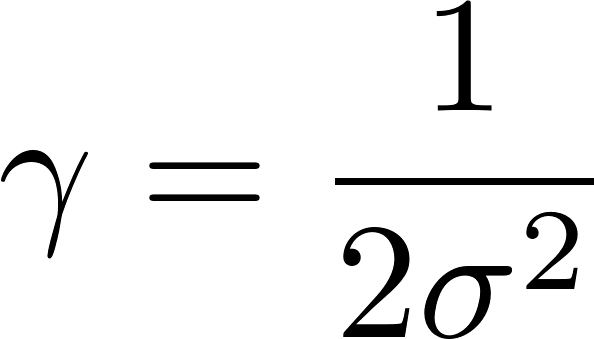 γ = 1 / 2σ²